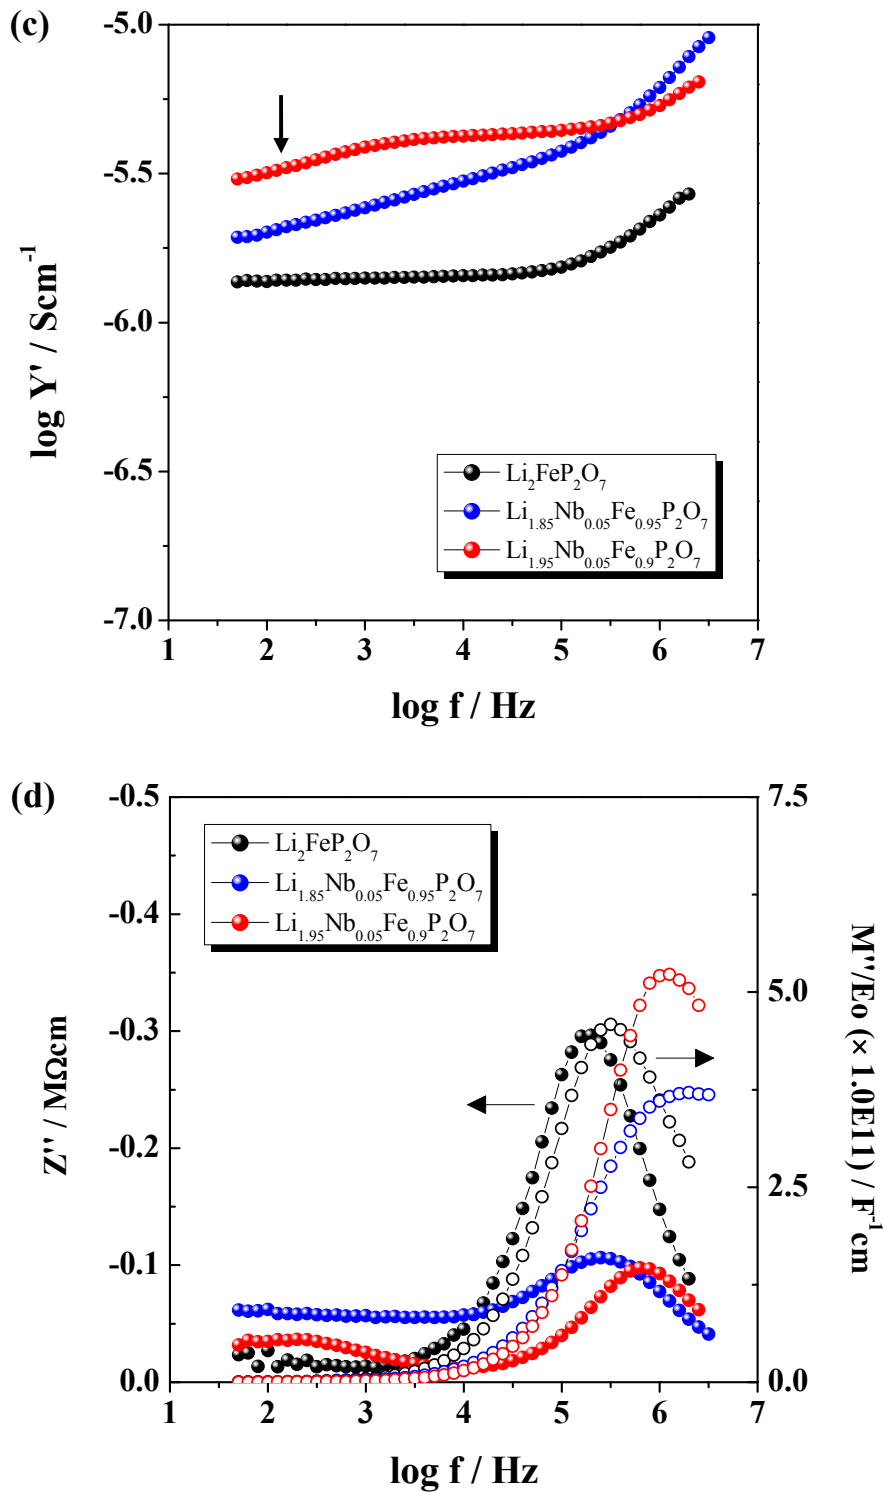 (c)
-5.0
-5.5
-6.0
-6.5
-7.0
log Y' / Scm⁻¹
Li₂FeP₂O₇
Li₁.₈₅Nb₀.₀₅Fe₀.₉₅P₂O₇
Li₁.₉₅Nb₀.₀₅Fe₀.₉P₂O₇
1 2 3 4 5 6 7
log f / Hz
(d)
-0.5
-0.4
-0.3
-0.2
-0.1
0.0
Z'' / MΩcm
Li₂FeP₂O₇
Li₁.₈₅Nb₀.₀₅Fe₀.₉₅P₂O₇
Li₁.₉₅Nb₀.₀₅Fe₀.₉P₂O₇
7.5
5.0
2.5
0.0
M''/Eo (× 1.0E11) / F⁻¹cm
1 2 3 4 5 6 7
log f / Hz